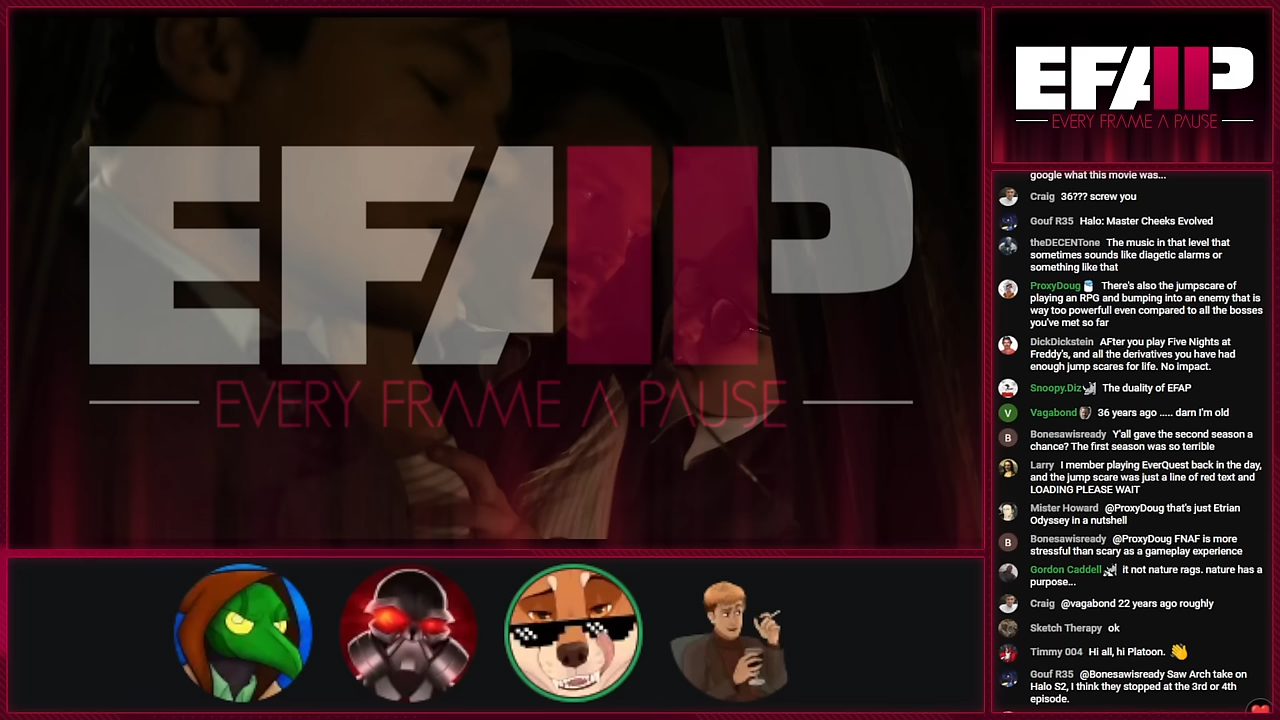 EFAP
EVERY FRAME A PAUSE
EFAP
EVERY FRAME A PAUSE
google what this movie was...
Craig 36??? screw you
Gouf R35 Halo: Master Cheeks Evolved
theDECENTone The music in that level that
sometimes sounds like diagetic alarms or
something like that
ProxyDoug There's also the jumpscare of
playing an RPG and bumping into an enemy that is
way too powerfull even compared to all the bosses
you've met so far
DickDickstein AFter you play Five Nights at
Freddy's, and all the derivatives you have had
enough jump scares for life. No impact.
Snoopy.Diz The duality of EFAP
V Vagabond 36 years ago ..... darn I'm old
B Bonesawisready Y'all gave the second season a
chance? The first season was so terrible
Larry I member playing EverQuest back in the day,
and the jump scare was just a line of red text and
LOADING PLEASE WAIT
Mister Howard @ProxyDoug that's just Etrian
Odyssey in a nutshell
B Bonesawisready @ProxyDoug FNAF is more
stressful than scary as a gameplay experience
Gordon Caddell it not nature rags. nature has a
purpose...
Craig @vagabond 22 years ago roughly
Sketch Therapy ok
Timmy 004 Hi all, hi Platoon. 👋
Gouf R35 @Bonesawisready Saw Arch take on
Halo S2, I think they stopped at the 3rd or 4th
episode.